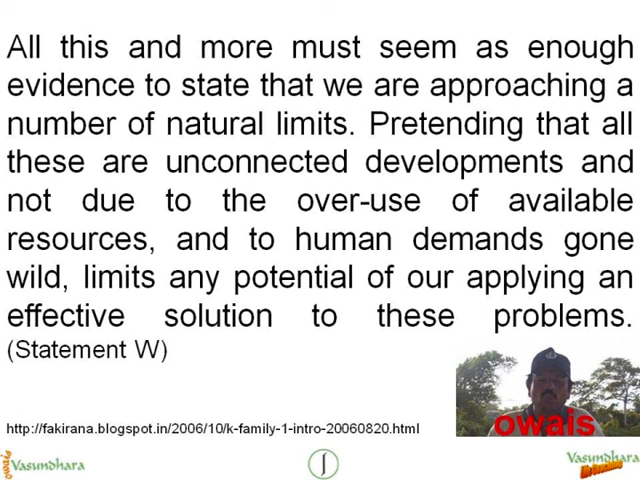 All this and more must seem as enough
evidence to state that we are approaching a
number of natural limits. Pretending that all
these are unconnected developments and
not due to the over-use of available
resources, and to human demands gone
wild, limits any potential of our applying an
effective solution to these problems.
(Statement W)
owais
http://fakirana.blogspot.in/2006/10/k-family-1-intro-20060820.html
owais
Vasundhara
Vasundhara
Life Coaching